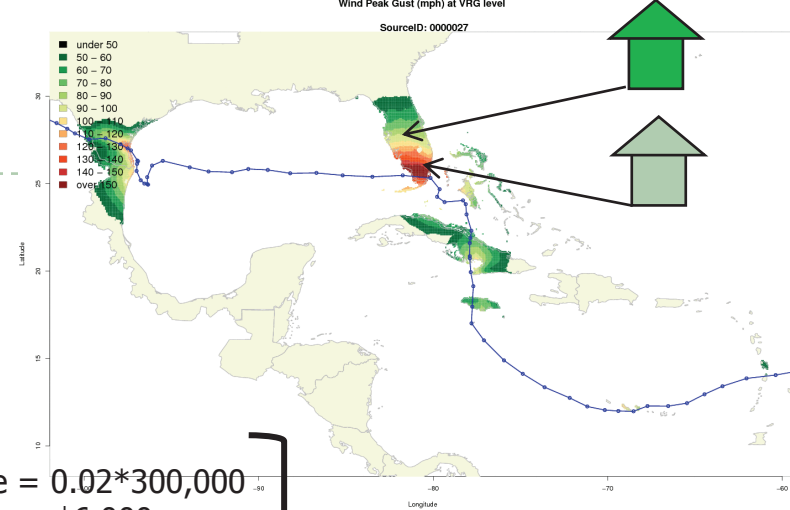 Wind Peak Gust (mph) at VRG level
SourceID: 0000027
under 50
50 − 60
60 − 70
70 − 80
80 − 90
90 − 100
100 − 110
110 − 120
120 − 130
130 − 140
140 − 150
over 150
Latitude
30
25
20
15
10
−90
−80
−70
−60
Longitude
= 0.02*300,000